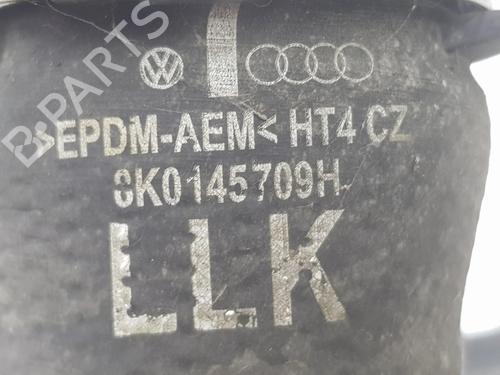 >EPDM-AEM< HT4 CZ
8K0145709H
LLK
B-PARTS